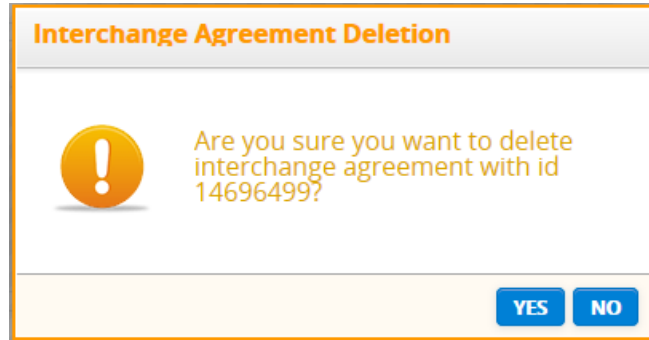 Interchange Agreement Deletion
Are you sure you want to delete
interchange agreement with id
14696499?
YES NO